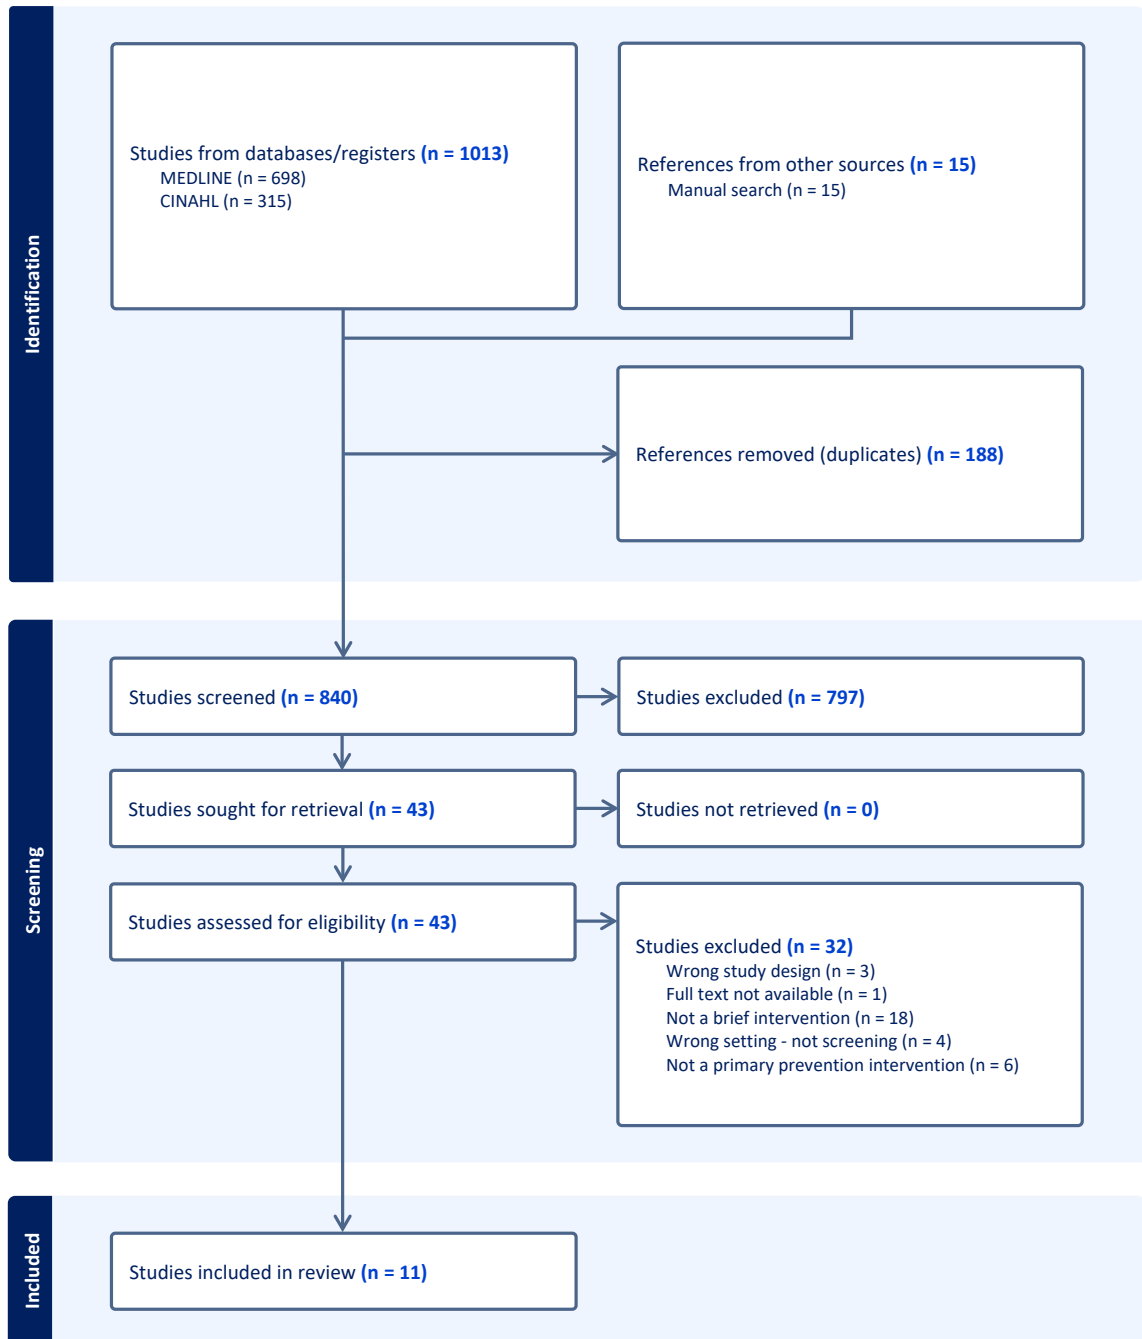 Identification
Studies from databases/registers (n = 1013)
MEDLINE (n = 698)
CINAHL (n = 315)
References from other sources (n = 15)
Manual search (n = 15)
References removed (duplicates) (n = 188)
Screening
Studies screened (n = 840)
Studies excluded (n = 797)
Studies sought for retrieval (n = 43)
Studies not retrieved (n = 0)
Studies assessed for eligibility (n = 43)
Studies excluded (n = 32)
Wrong study design (n = 3)
Full text not available (n = 1)
Not a brief intervention (n = 18)
Wrong setting - not screening (n = 4)
Not a primary prevention intervention (n = 6)
Included
Studies included in review (n = 11)